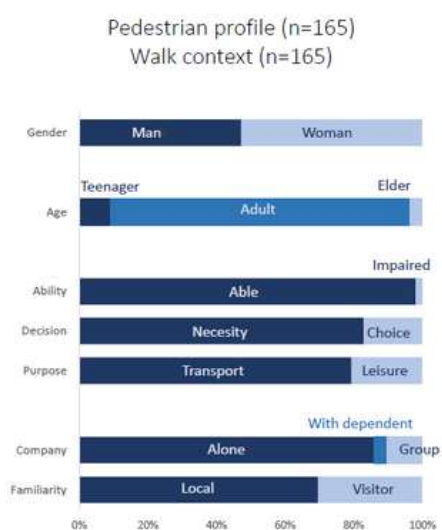 Pedestrian profile (n=165)
Walk context (n=165)
Gender Man Woman
Teenager Elder
Age Adult
Impaired
Ability Able
Decision Necesity Choice
Purpose Transport Leisure
With dependent
Company Alone Group
Familiarity Local Visitor
0% 20% 40% 60% 80% 100%